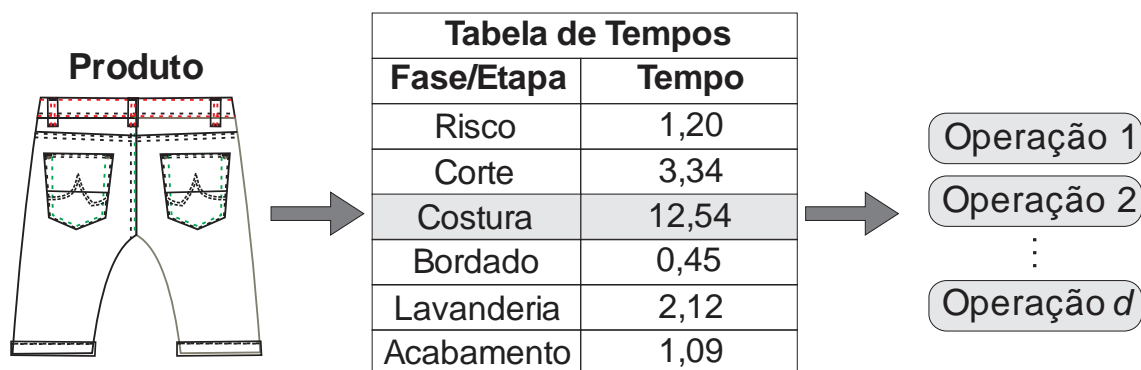 Produto
Tabela de Tempos
Fase/Etapa Tempo
Risco 1,20
Corte 3,34
Costura 12,54
Bordado 0,45
Lavanderia 2,12
Acabamento 1,09
Operação 1
Operação 2
⋮
Operação d